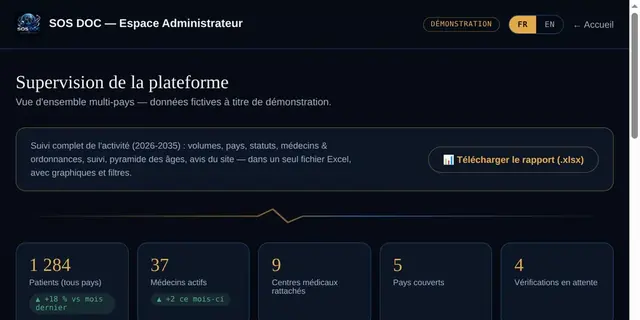 SOS DOC
SOS DOC — Espace Administrateur
DÉMONSTRATION
FR EN
← Accueil
Supervision de la plateforme
Vue d'ensemble multi-pays — données fictives à titre de démonstration.
Suivi complet de l'activité (2026-2035) : volumes, pays, statuts, médecins &
ordonnances, suivi, pyramide des âges, avis du site — dans un seul fichier Excel,
avec graphiques et filtres.
Télécharger le rapport (.xlsx)
1 284
Patients (tous pays)
▲ +18 % vs mois
dernier
37
Médecins actifs
▲ +2 ce mois-ci
9
Centres médicaux
rattachés
5
Pays couverts
4
Vérifications en attente